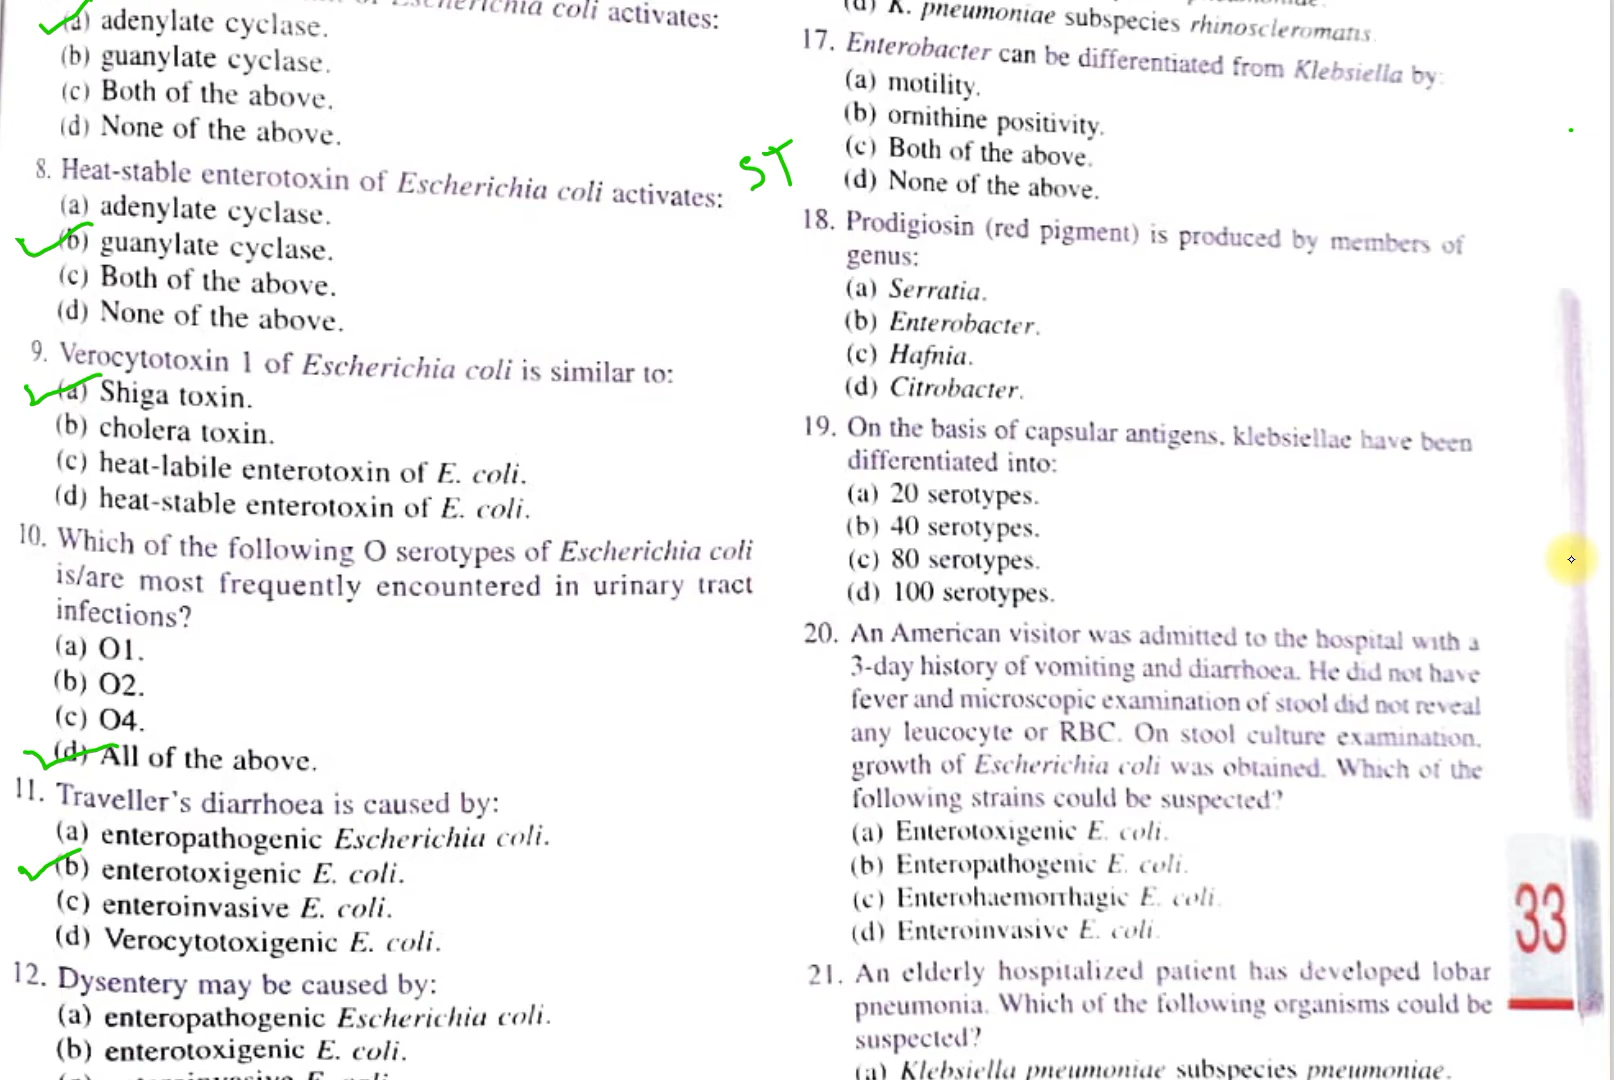 Escherichia coli activates:
(a) adenylate cyclase.
(b) guanylate cyclase.
(c) Both of the above.
(d) None of the above.
8. Heat-stable enterotoxin of Escherichia coli activates:
ST
(a) adenylate cyclase.
(b) guanylate cyclase.
(c) Both of the above.
(d) None of the above.
9. Verocytotoxin 1 of Escherichia coli is similar to:
(a) Shiga toxin.
(b) cholera toxin.
(c) heat-labile enterotoxin of E. coli.
(d) heat-stable enterotoxin of E. coli.
10. Which of the following O serotypes of Escherichia coli
is/are most frequently encountered in urinary tract
infections?
(a) O1.
(b) O2.
(c) O4.
(d) All of the above.
11. Traveller's diarrhoea is caused by:
(a) enteropathogenic Escherichia coli.
(b) enterotoxigenic E. coli.
(c) enteroinvasive E. coli.
(d) Verocytotoxigenic E. coli.
12. Dysentery may be caused by:
(a) enteropathogenic Escherichia coli.
(b) enterotoxigenic E. coli.
(d) K. pneumoniae subspecies rhinoscleromatis.
17. Enterobacter can be differentiated from Klebsiella by:
(a) motility.
(b) ornithine positivity.
(c) Both of the above.
(d) None of the above.
18. Prodigiosin (red pigment) is produced by members of
genus:
(a) Serratia.
(b) Enterobacter.
(c) Hafnia.
(d) Citrobacter.
19. On the basis of capsular antigens, klebsiellae have been
differentiated into:
(a) 20 serotypes.
(b) 40 serotypes.
(c) 80 serotypes.
(d) 100 serotypes.
20. An American visitor was admitted to the hospital with a
3-day history of vomiting and diarrhoea. He did not have
fever and microscopic examination of stool did not reveal
any leucocyte or RBC. On stool culture examination,
growth of Escherichia coli was obtained. Which of the
following strains could be suspected?
(a) Enterotoxigenic E. coli.
(b) Enteropathogenic E. coli.
(c) Enterohaemorrhagic E. coli.
(d) Enteroinvasive E. coli.
21. An elderly hospitalized patient has developed lobar
pneumonia. Which of the following organisms could be
suspected?
(a) Klebsiella pneumoniae subspecies pneumoniae.
33